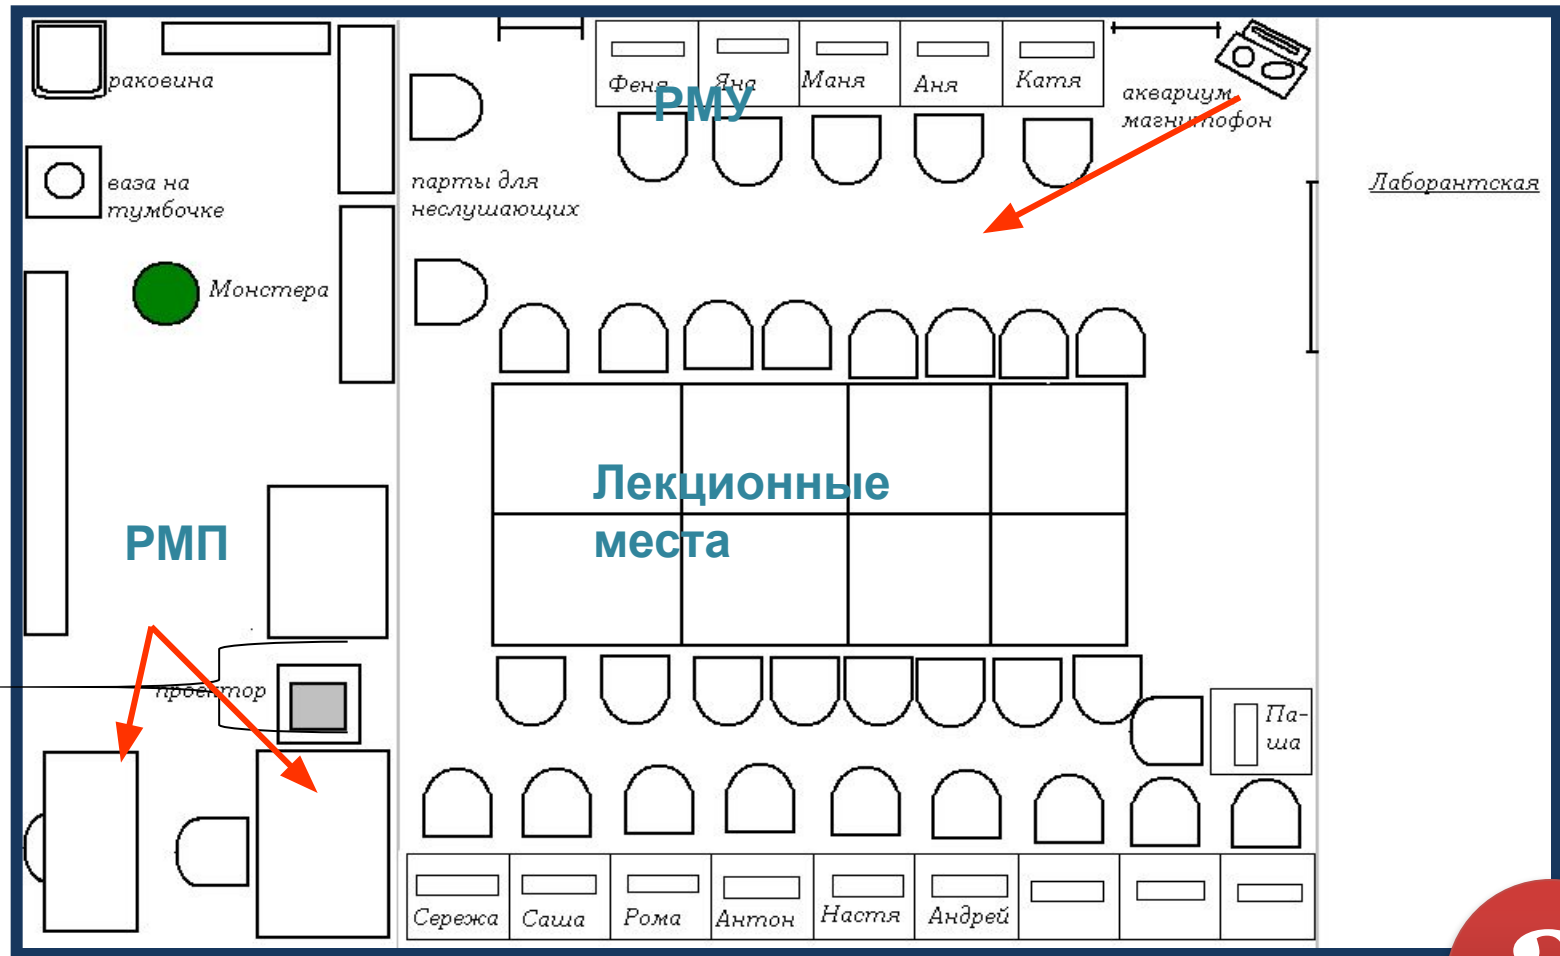 раковина
ваза на
тумбочке
Монстера
РМП
проектор
парты для
неслушающих
Феня
Яна
Маня
Аня
Катя
РМУ
аквариум
магнитофон
Лаборантская
Лекционные
места
Па-
ша
Сережа
Саша
Рома
Антон
Настя
Андрей